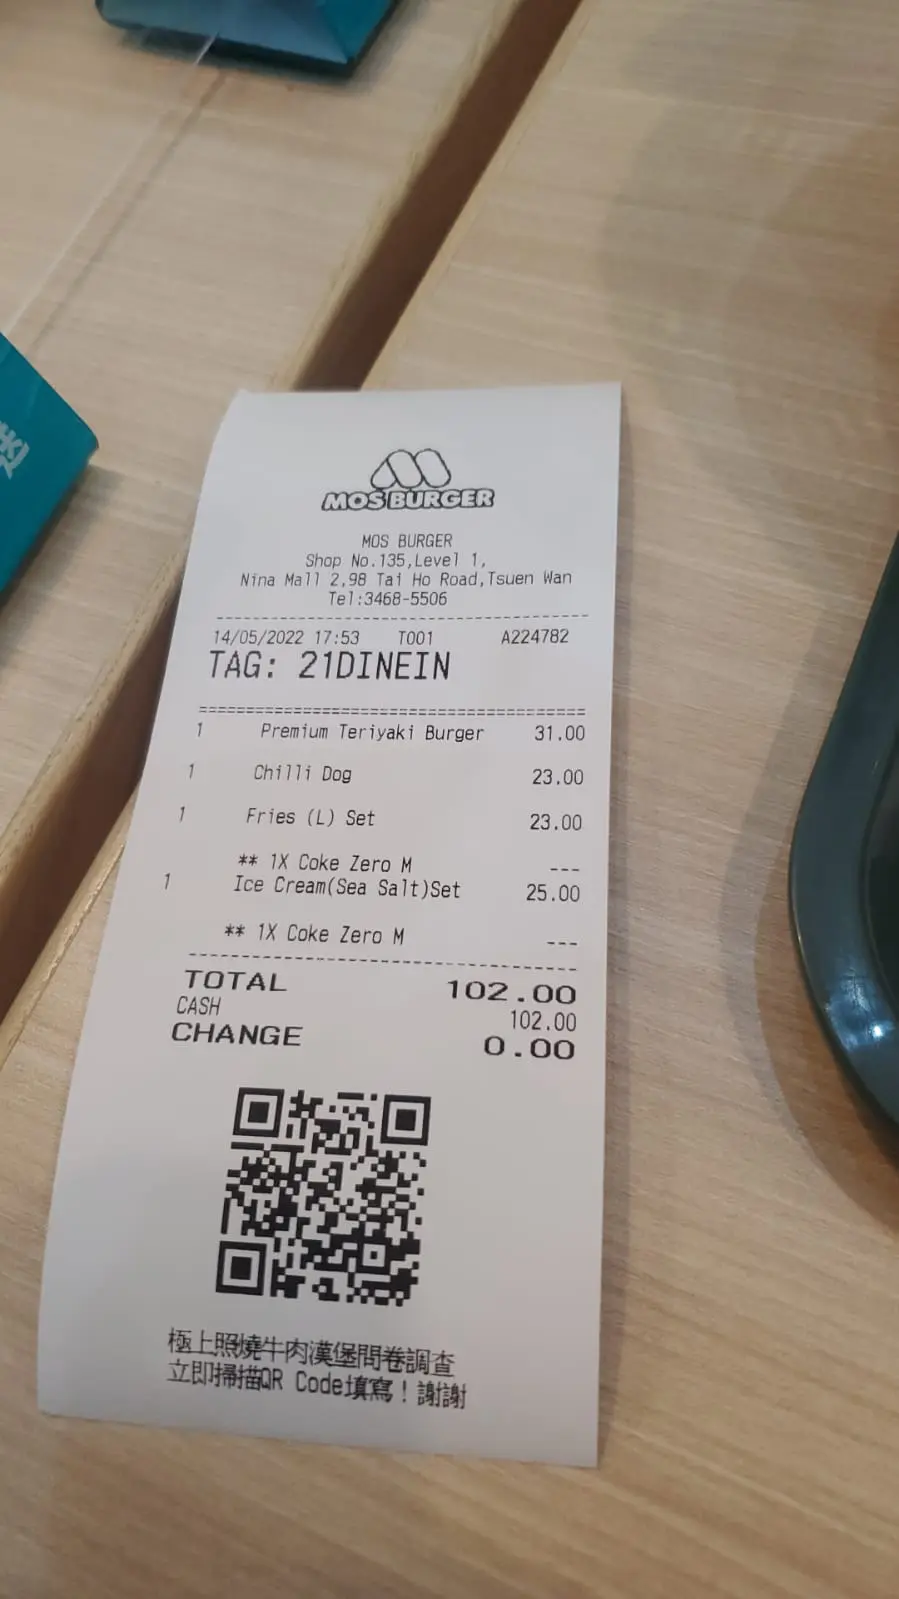 MOS BURGER
MOS BURGER
Shop No.135,Level 1,
Nina Mall 2,98 Tai Ho Road,Tsuen Wan
Tel:3468-5506
14/05/2022 17:53 T001 A224782
TAG: 21DINEIN
1 Premium Teriyaki Burger 31.00
1 Chilli Dog 23.00
1 Fries (L) Set 23.00
** 1X Coke Zero M ---
1 Ice Cream(Sea Salt)Set 25.00
** 1X Coke Zero M ---
TOTAL 102.00
CASH 102.00
CHANGE 0.00
極上照燒牛肉漢堡問卷調查
立即掃描QR Code填寫！謝謝